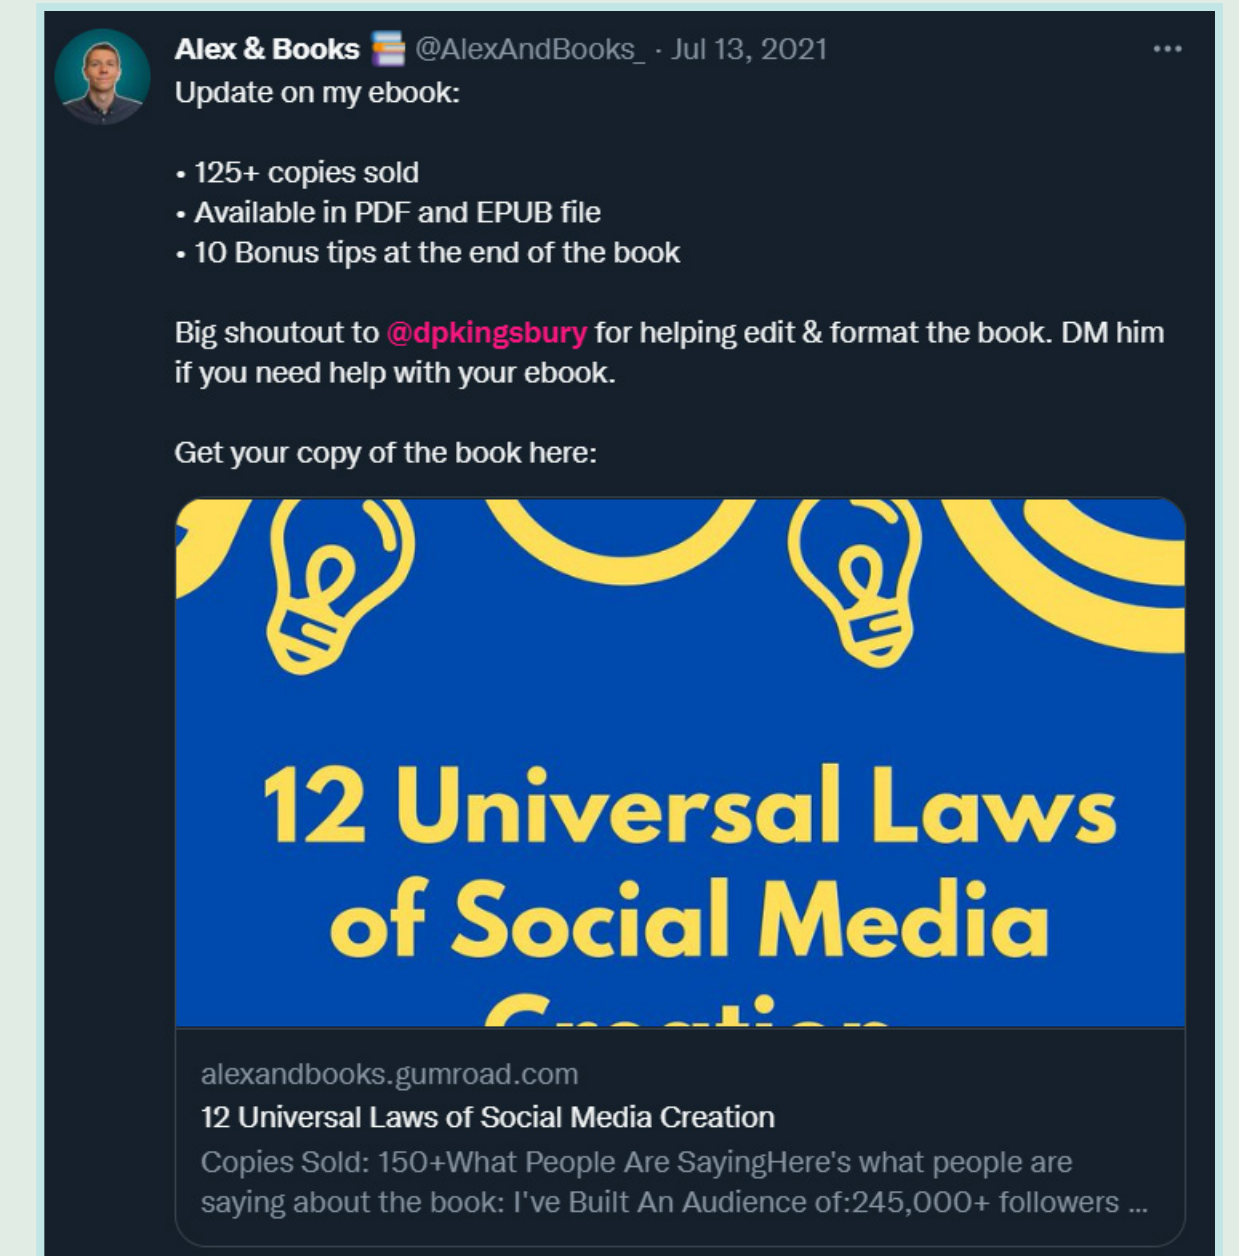 Alex & Books 📚 @AlexAndBooks_ · Jul 13, 2021
Update on my ebook:
• 125+ copies sold
• Available in PDF and EPUB file
• 10 Bonus tips at the end of the book
Big shoutout to @dpkingsbury for helping edit & format the book. DM him
if you need help with your ebook.
Get your copy of the book here:
12 Universal Laws
of Social Media
Creation
alexandbooks.gumroad.com
12 Universal Laws of Social Media Creation
Copies Sold: 150+What People Are SayingHere's what people are
saying about the book: I've Built An Audience of:245,000+ followers ...